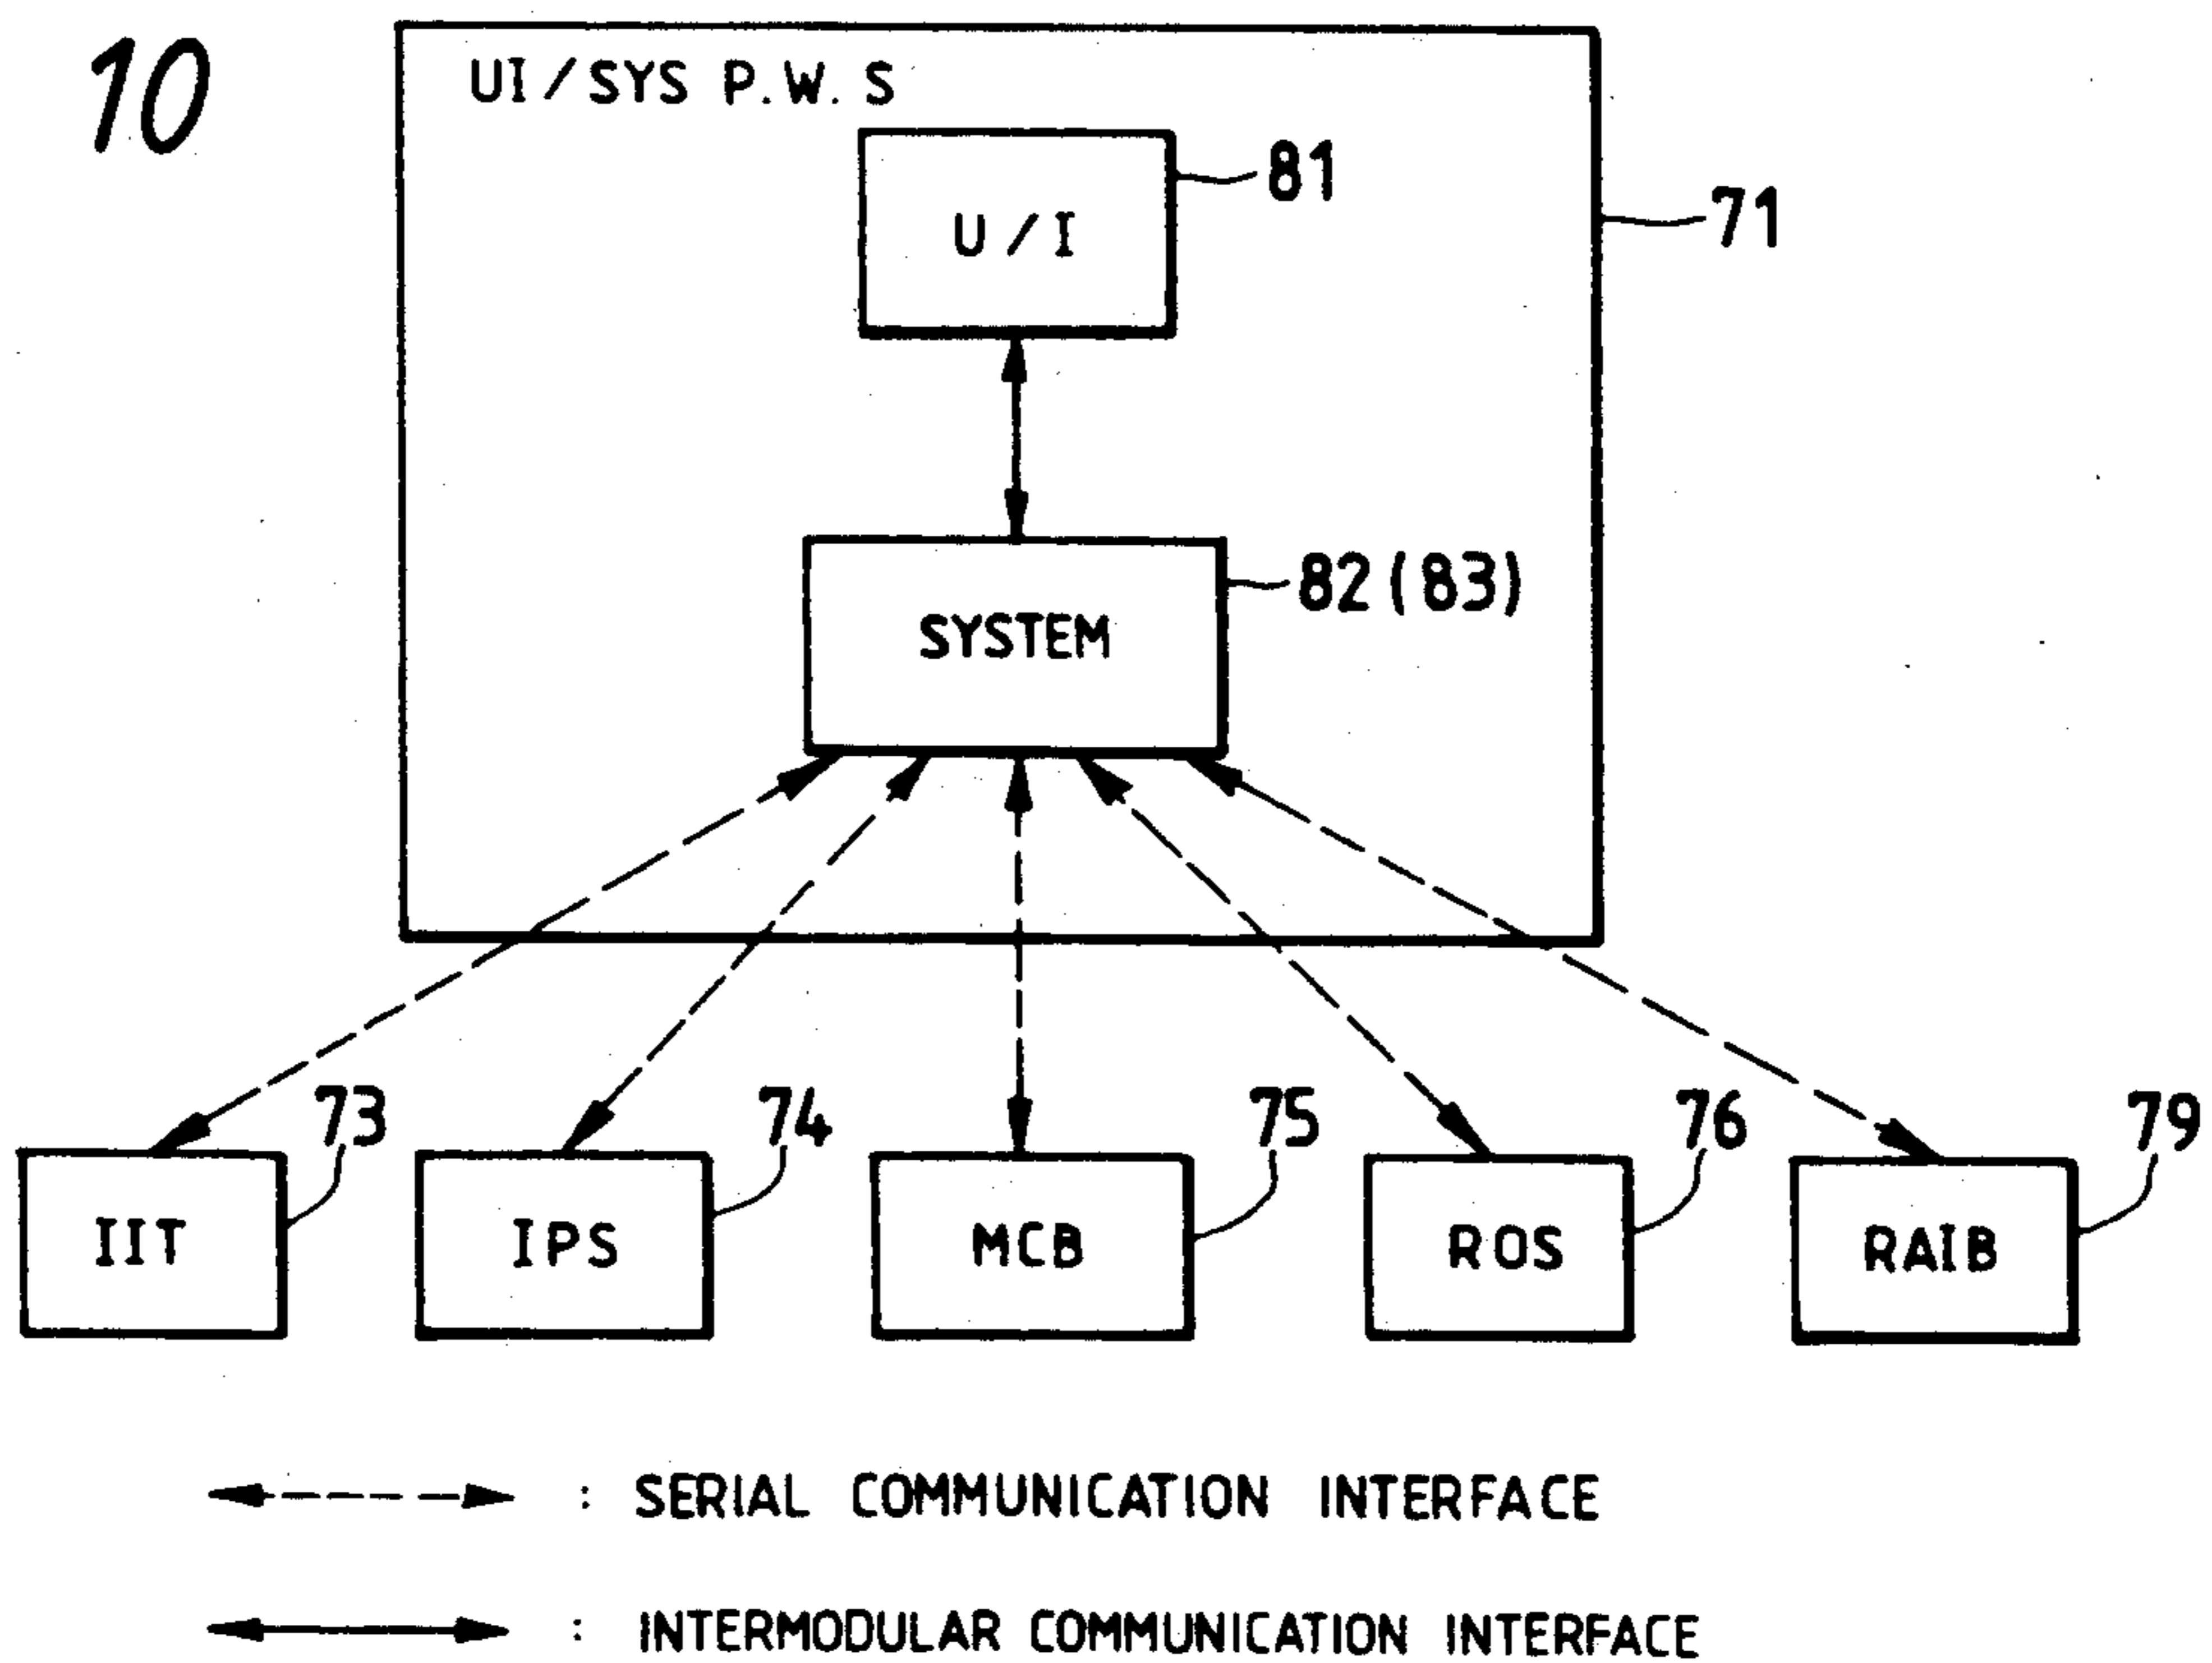 10
UI/SYS P.W.S
81
U/I
71
82(83)
SYSTEM
73
74
75
76
79
IIT
IPS
MCB
ROS
RAIB
: SERIAL COMMUNICATION INTERFACE
: INTERMODULAR COMMUNICATION INTERFACE